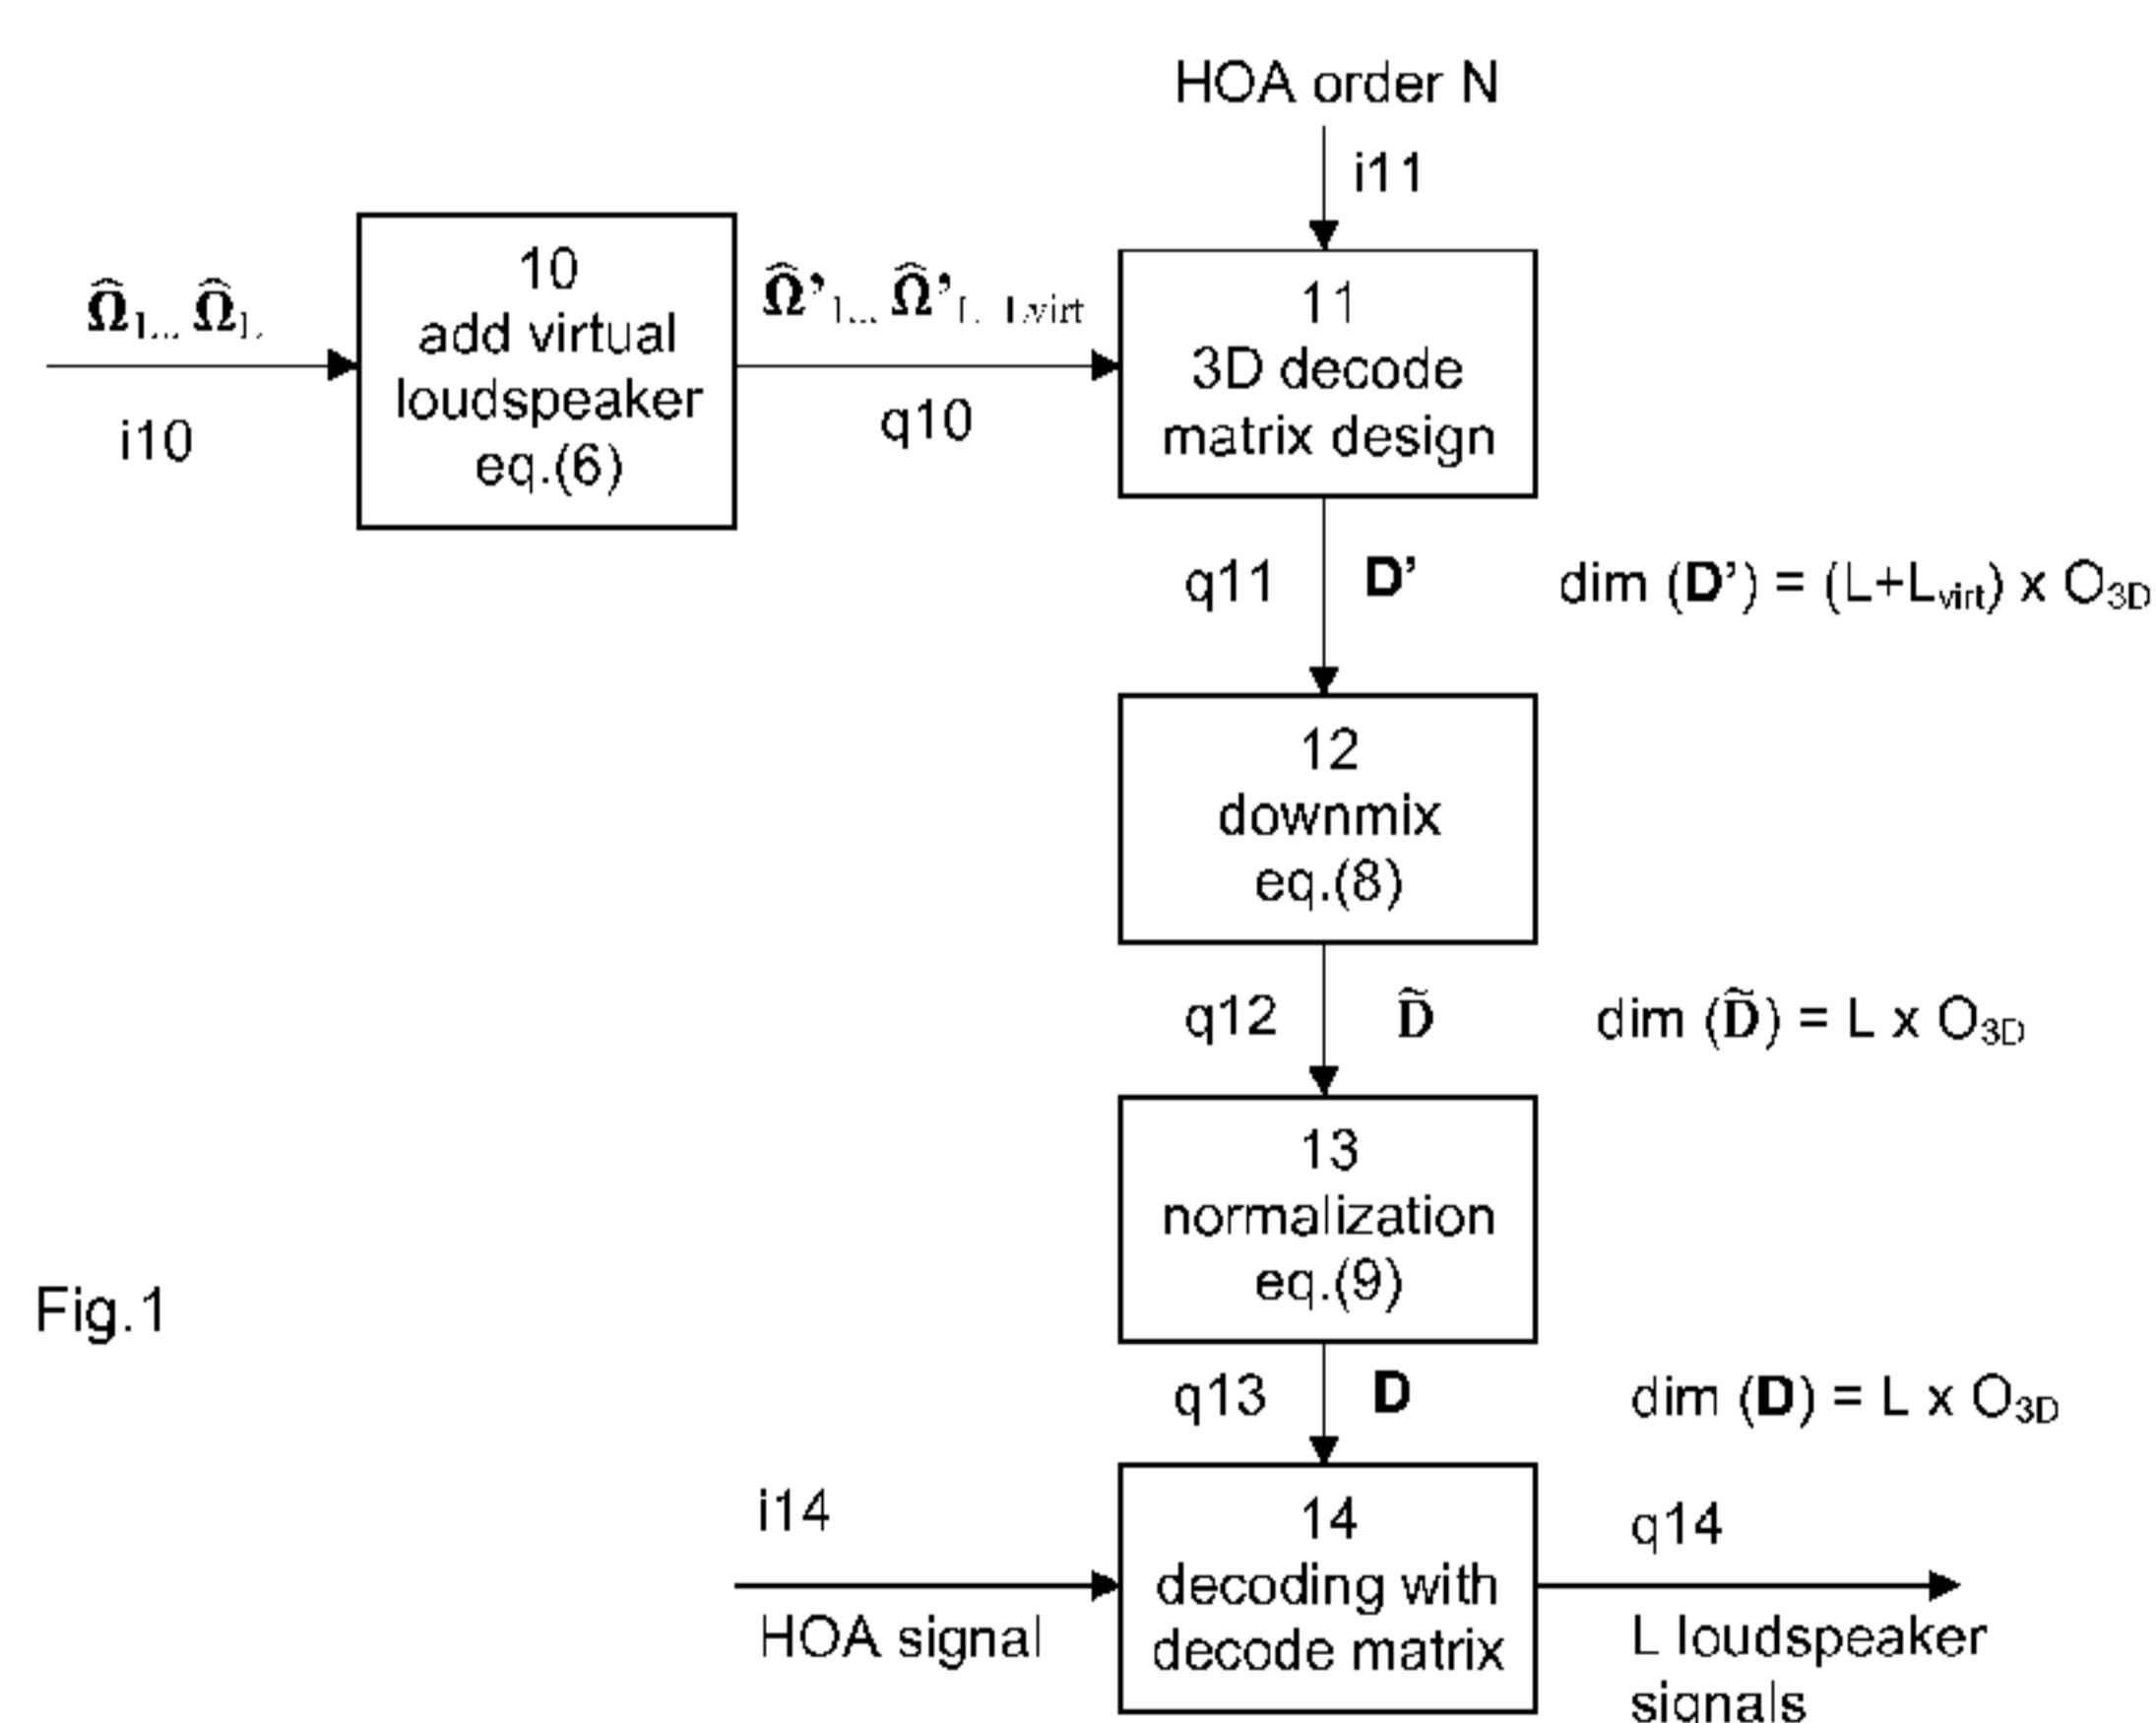 HOA order N
i11
10
add virtual
loudspeaker
eq.(6)
Ω̂1... Ω̂L
i10
Ω̂'1... Ω̂'L
q10
11
3D decode
matrix design
q11 D' dim (D') = (L+Lvirt) x O3D
12
downmix
eq.(8)
q12 D̃ dim (D̃) = L x O3D
13
normalization
eq.(9)
Fig.1
q13 D dim (D) = L x O3D
i14
HOA signal
14
decoding with
decode matrix
q14
L loudspeaker
signals